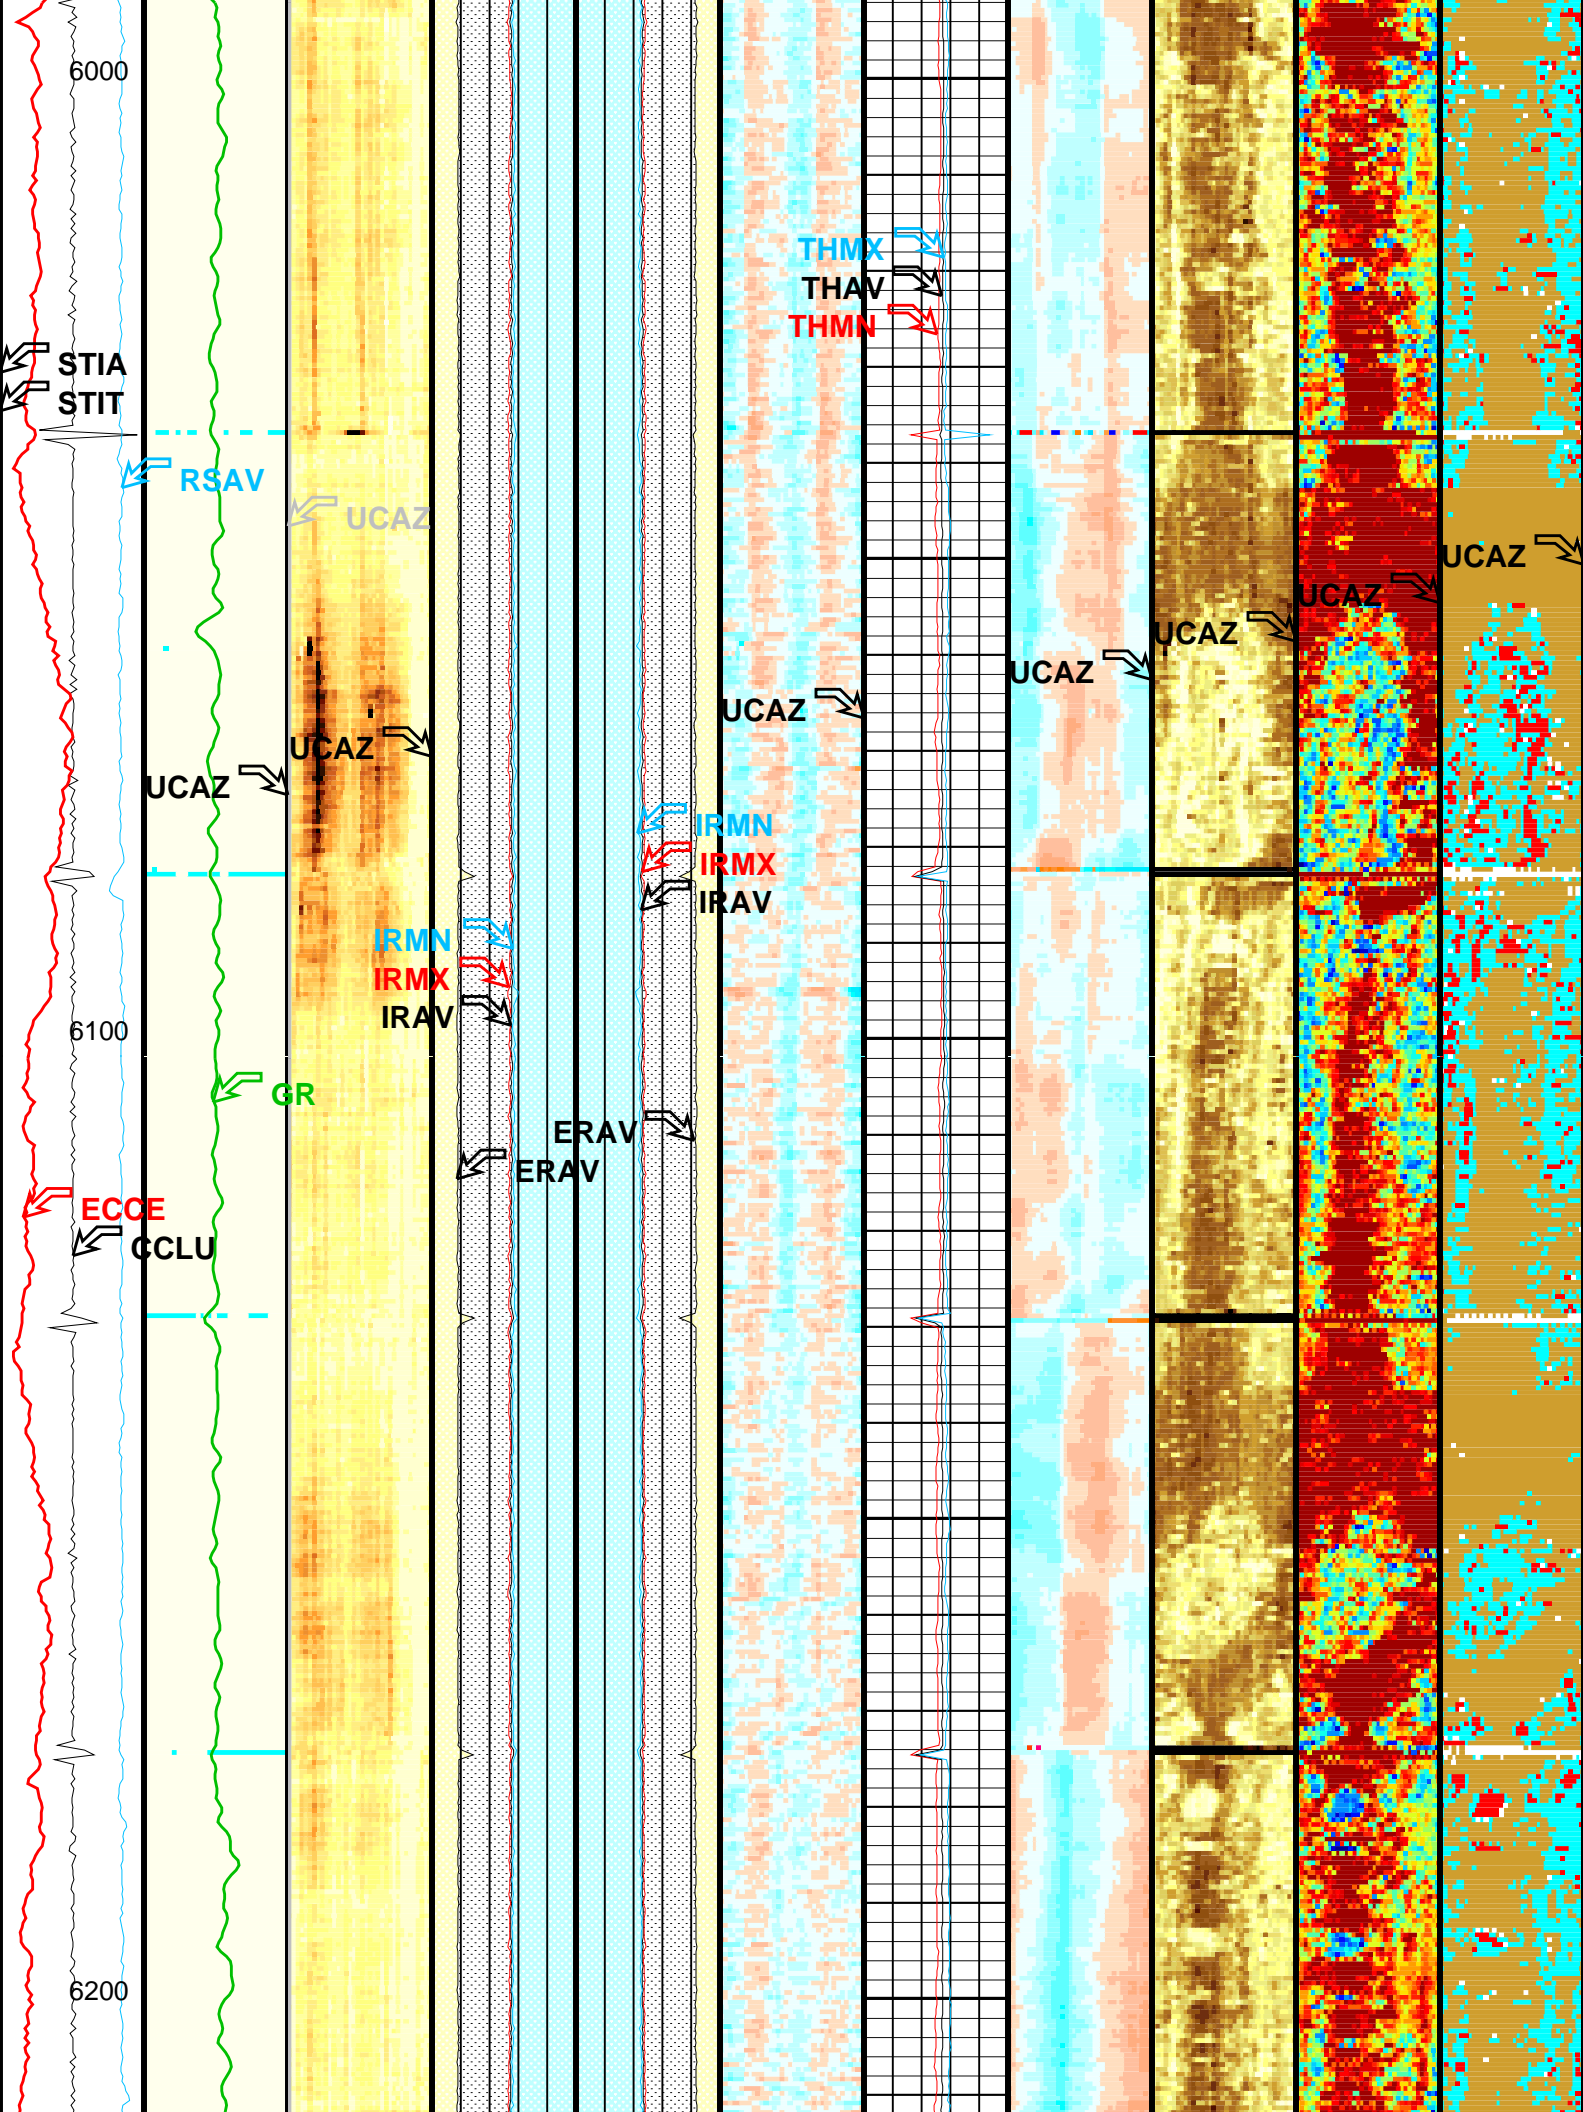 6000
THMX
THAV
THMN
STIA
STIT
RSAV
UCAZ
UCAZ
UCAZ
UCAZ
UCAZ
UCAZ
UCAZ
UCAZ
IRMN
IRMX
IRAV
IRMN
IRMX
IRAV
6100
GR
ERAV
ERAV
ECCE
CCLU
6200